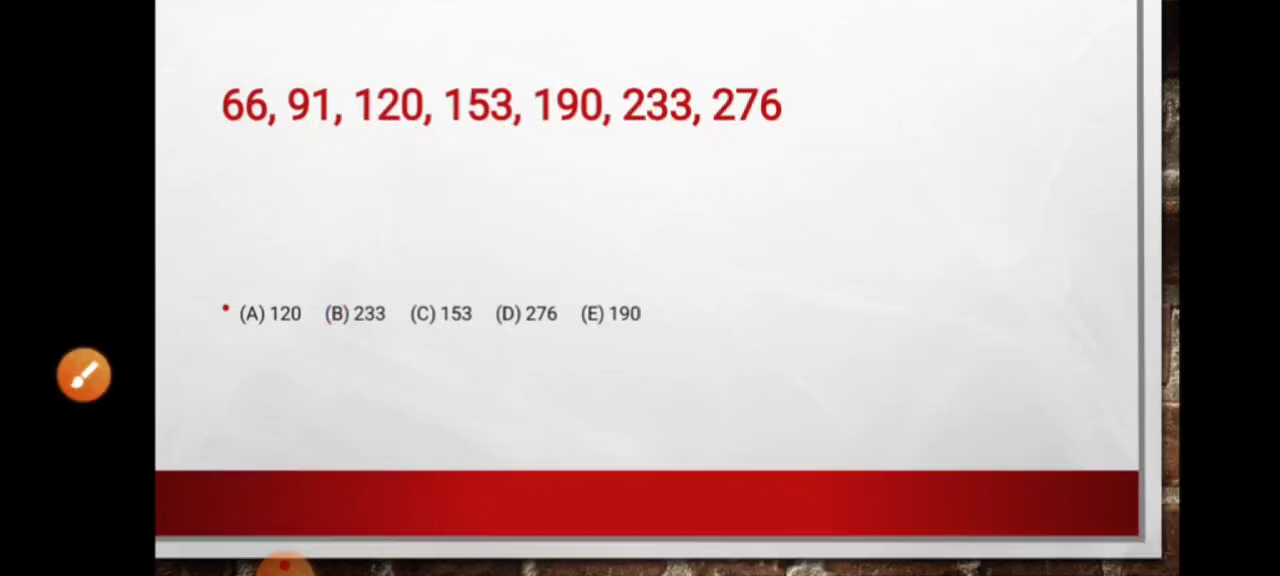 66, 91, 120, 153, 190, 233, 276
• (A) 120 (B) 233 (C) 153 (D) 276 (E) 190